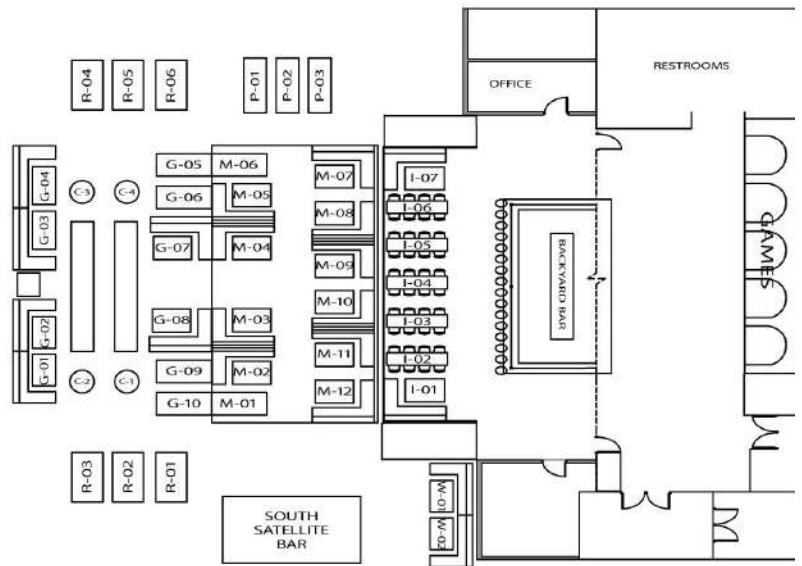 R-04
R-05
R-06
P-01
P-02
P-03
OFFICE
RESTROOMS
G-04
G-03
C-3
C-4
G-05
M-06
G-06
M-05
G-07
M-04
M-07
M-08
M-09
M-10
M-11
M-12
I-07
I-06
I-05
I-04
I-03
I-02
I-01
BACKYARD BAR
GAMES
G-02
G-01
C-2
C-1
G-08
M-03
G-09
M-02
G-10
M-01
R-03
R-02
R-01
SOUTH
SATELLITE
BAR
W-01
W-02